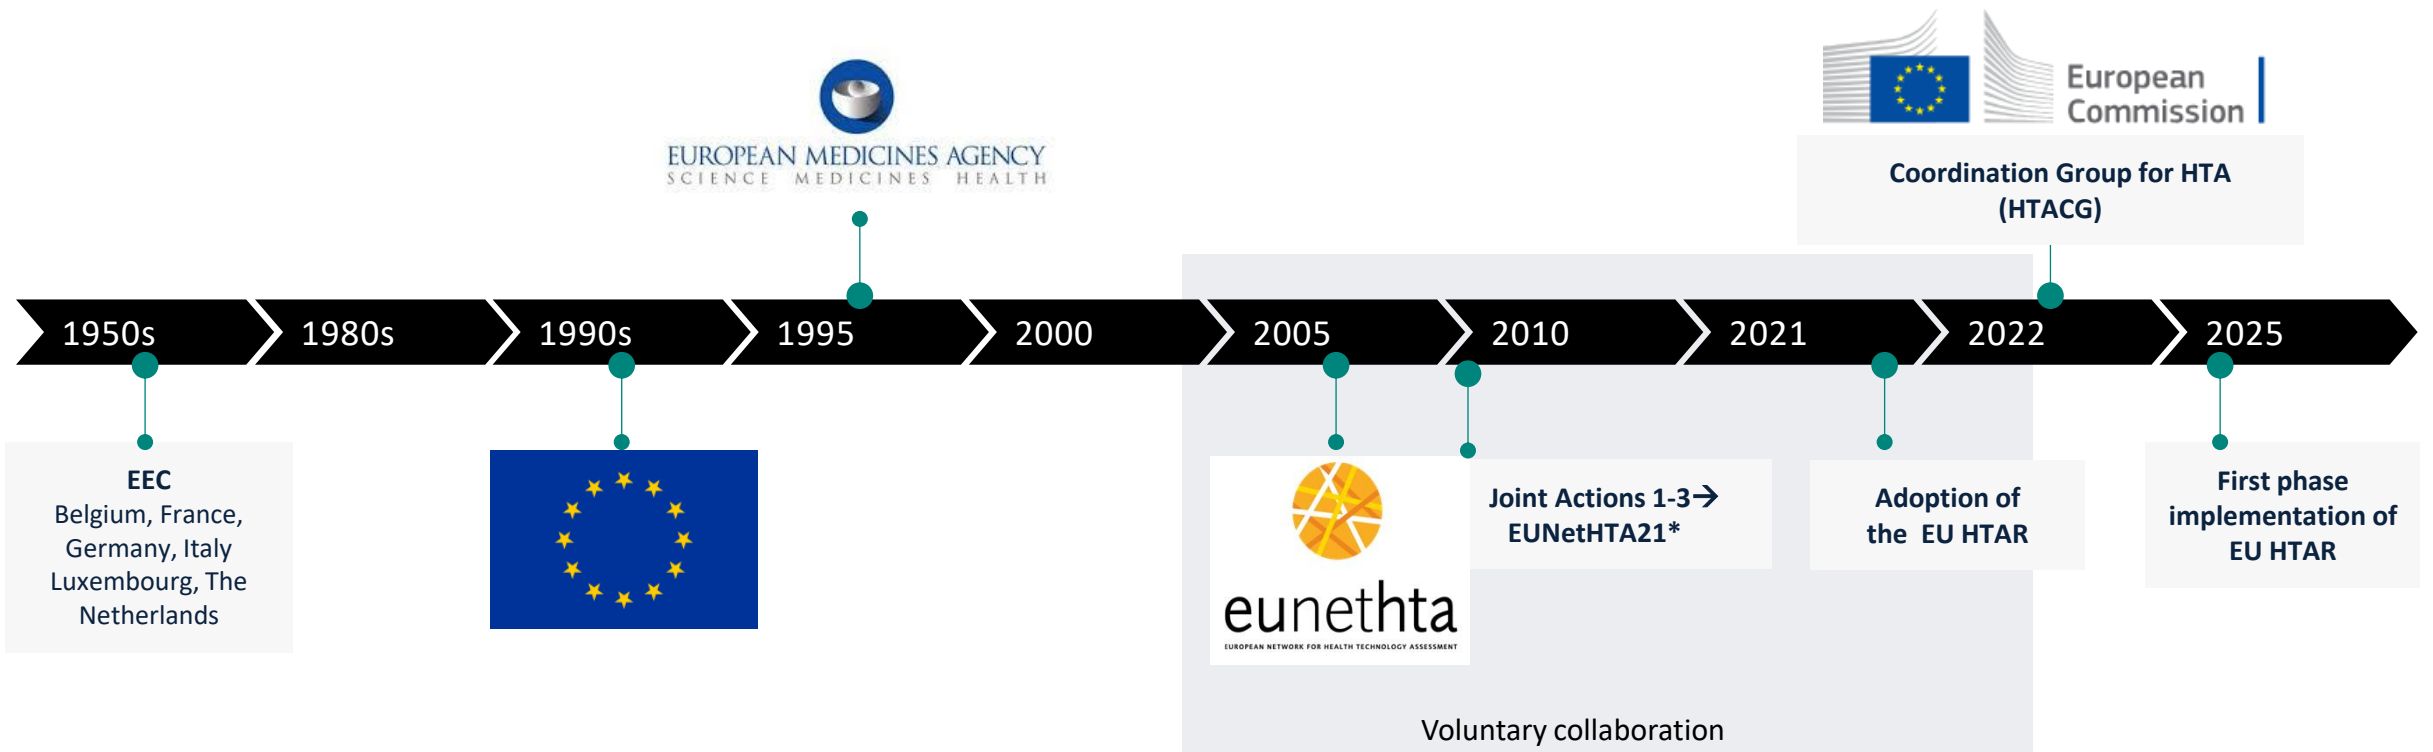 EUROPEAN MEDICINES AGENCY
SCIENCE MEDICINES HEALTH
European
Commission
Coordination Group for HTA
(HTACG)
1950s
1980s
1990s
1995
2000
2005
2010
2021
2022
2025
EEC
Belgium, France,
Germany, Italy
Luxembourg, The
Netherlands
eunethta
EUROPEAN NETWORK FOR HEALTH TECHNOLOGY ASSESSMENT
Joint Actions 1-3→
EUNetHTA21*
Adoption of
the EU HTAR
First phase
implementation of
EU HTAR
Voluntary collaboration